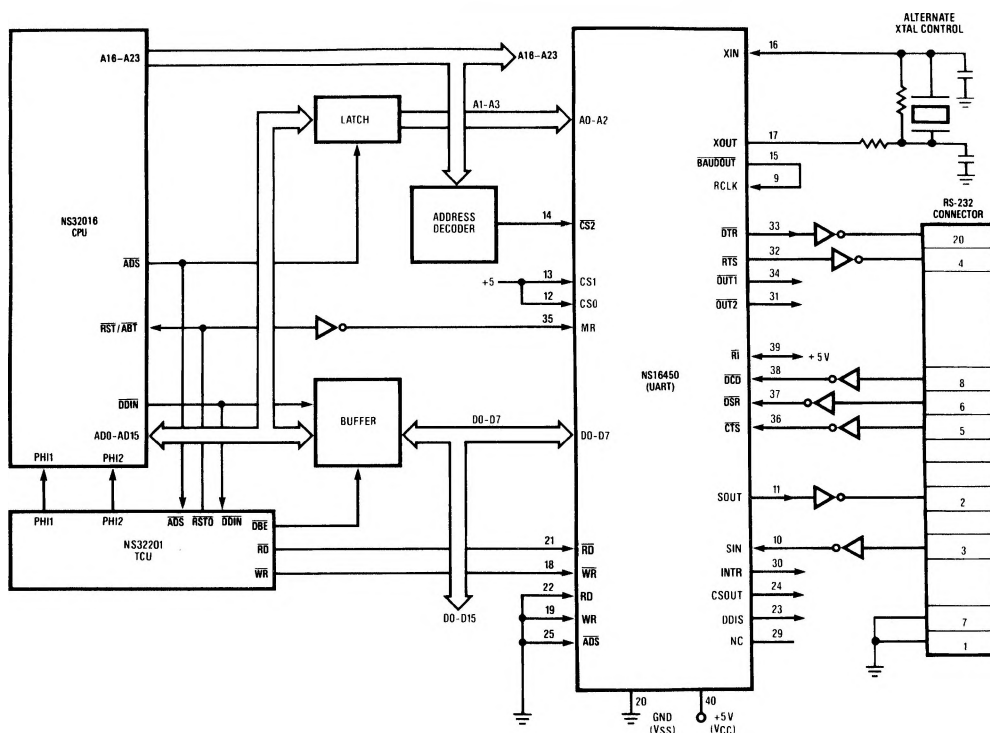 ALTERNATE
XTAL CONTROL
A16–A23
A16–A23
XIN
16
LATCH
A1–A3
A0–A2
XOUT
17
BAUDOUT
15
RCLK
9
NS32016
CPU
ADDRESS
DECODER
14
CS2
RS-232
CONNECTOR
DTR
33
20
RTS
32
4
ADS
+5
13
CS1
OUT1
34
12
CS0
OUT2
31
RST/ABT
35
MR
NS16450
(UART)
RI
39
+5V
DCD
38
8
DDIN
BUFFER
DSR
37
6
D0–D7
D0–D7
CTS
36
5
AD0–AD15
PHI1
PHI2
SOUT
11
2
PHI1
PHI2
ADS
RSTO
DDIN
DBE
NS32201
TCU
RD
21
RD
SIN
10
3
WR
18
WR
INTR
30
22
RD
CSOUT
24
D0–D15
19
WR
DDIS
23
7
25
ADS
NC
29
1
20
GND
(VSS)
40
+5V
(VCC)